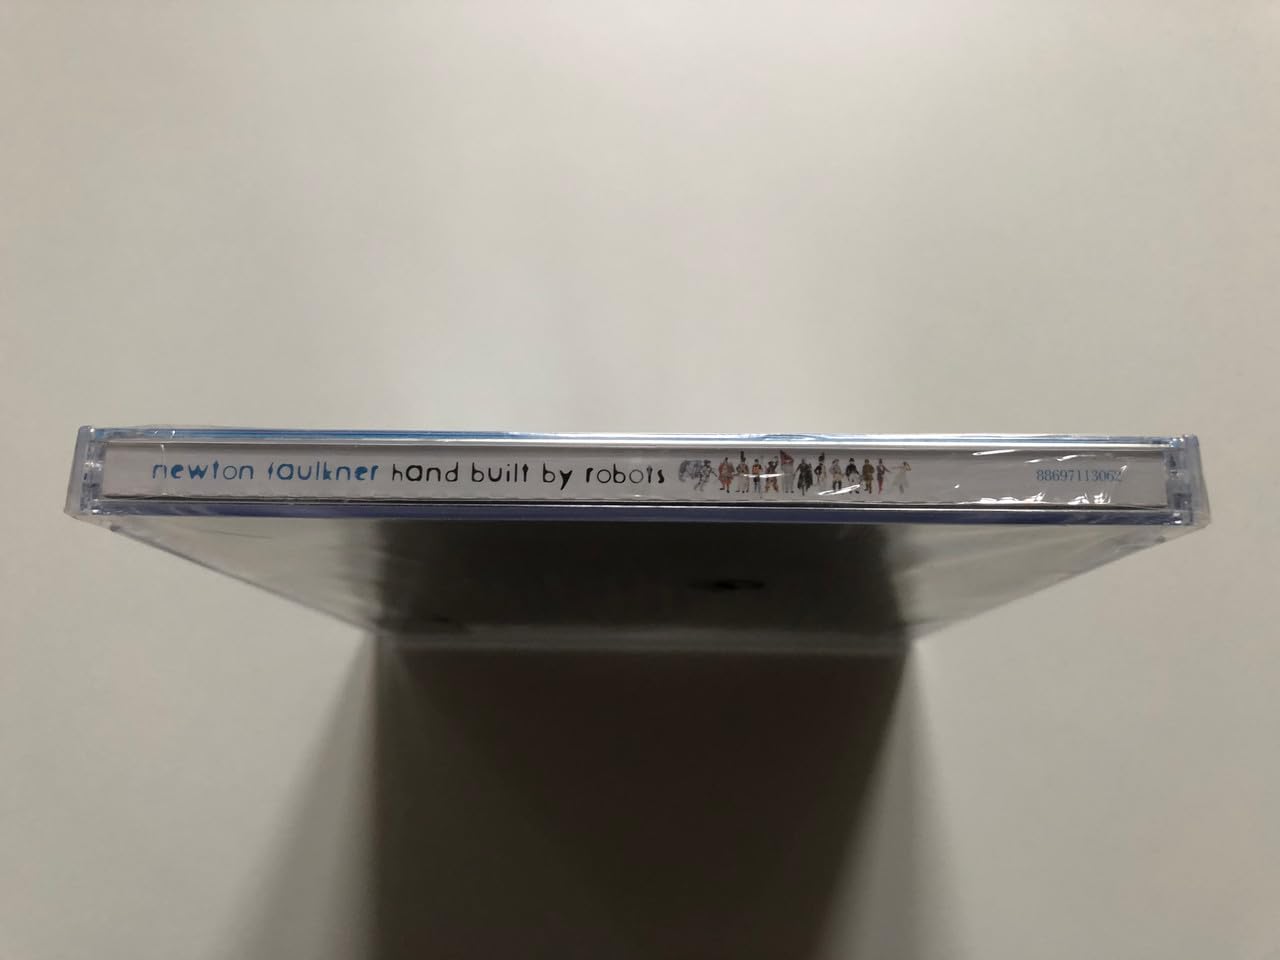 newton faulkner hand built by robots 88697113062